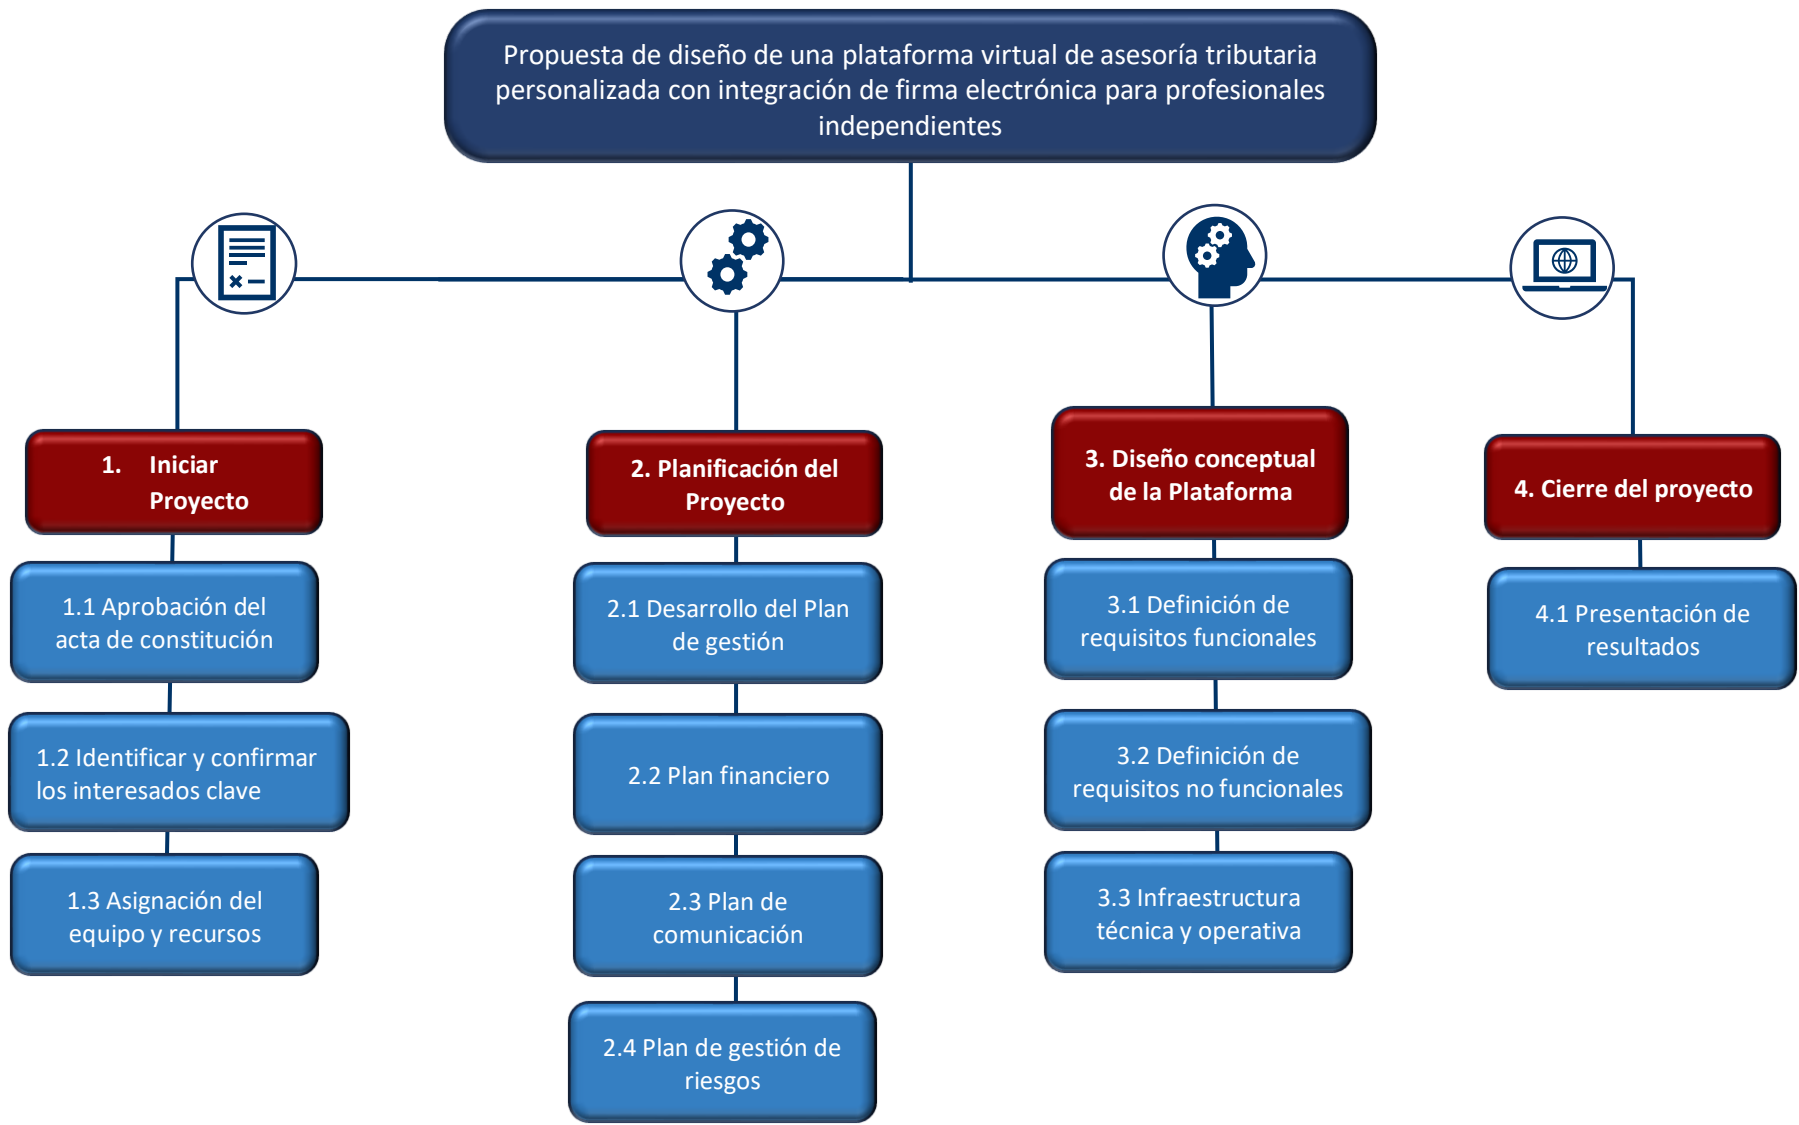 Propuesta de diseño de una plataforma virtual de asesoría tributaria
personalizada con integración de firma electrónica para profesionales
independientes
1. Iniciar
Proyecto
1.1 Aprobación del
acta de constitución
1.2 Identificar y confirmar
los interesados clave
1.3 Asignación del
equipo y recursos
2. Planificación del
Proyecto
2.1 Desarrollo del Plan
de gestión
2.2 Plan financiero
2.3 Plan de
comunicación
2.4 Plan de gestión de
riesgos
3. Diseño conceptual
de la Plataforma
3.1 Definición de
requisitos funcionales
3.2 Definición de
requisitos no funcionales
3.3 Infraestructura
técnica y operativa
4. Cierre del proyecto
4.1 Presentación de
resultados